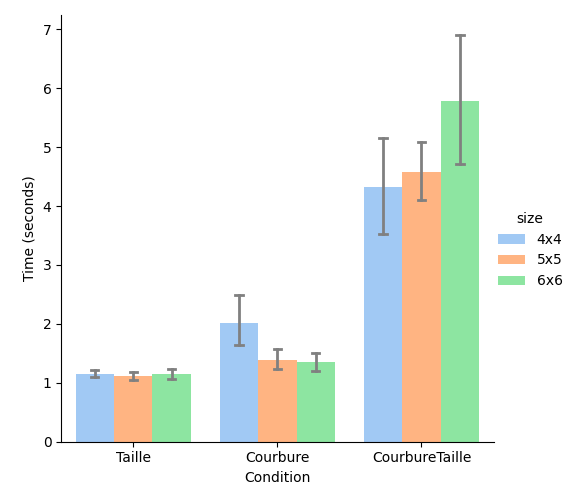 7
6
5
4
3
2
1
0
Time (seconds)
Taille
Courbure
CourbureTaille
Condition
size
4x4
5x5
6x6